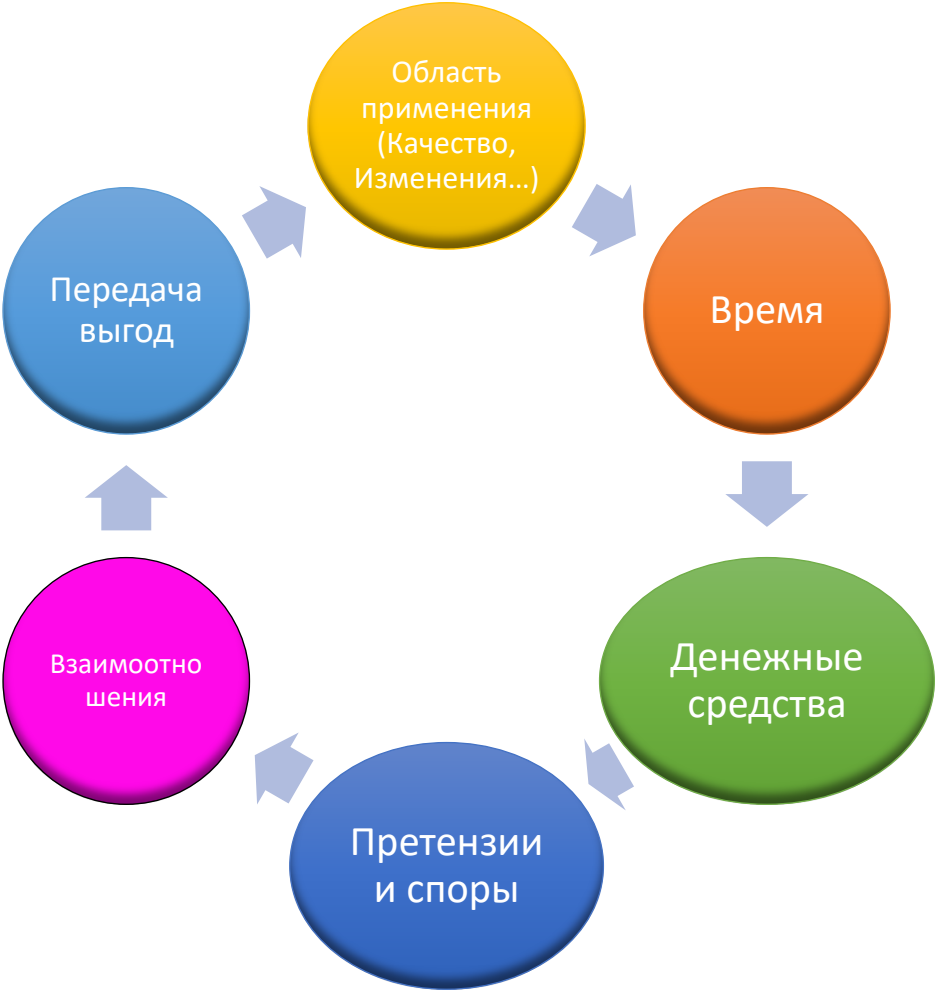 Область
применения
(Качество,
Изменения…)
Время
Денежные
средства
Претензии
и споры
Взаимоотно
шения
Передача
выгод